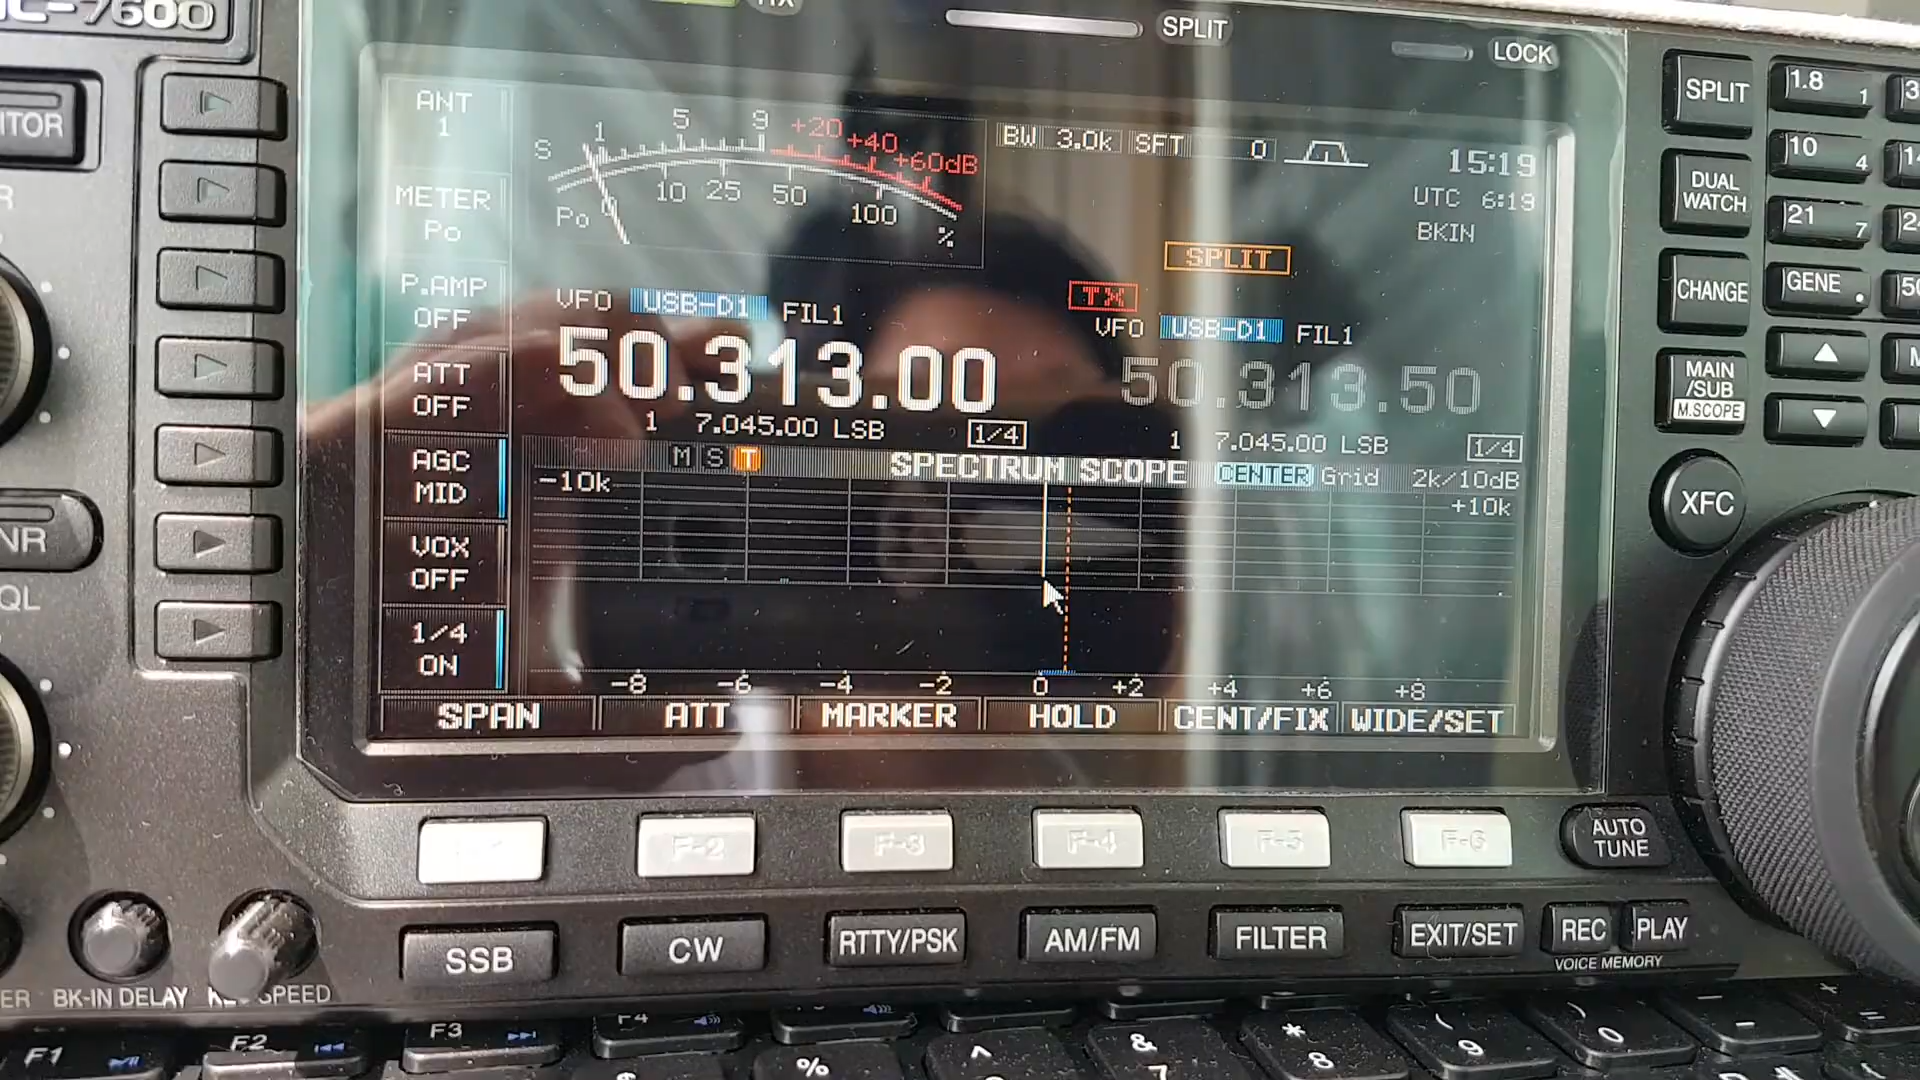 IC-7600
SPLIT
LOCK
ANT
1
METER
Po
P.AMP
OFF
ATT
OFF
AGC
MID
VOX
OFF
1/4
ON
S 1 5 9 +20 +40 +60dB
Po 0 10 25 50 100 %
BW 3.0k SFT 0
15:19
UTC 6:19
BKIN
SPLIT
TX
VFO USB-D1 FIL1
50.313.00
1 7.045.00 LSB 1/4
VFO USB-D1 FIL1
50.313.50
1 7.045.00 LSB 1/4
M S T SPECTRUM SCOPE CENTER Grid 2k/10dB
-10k +10k
-8 -6 -4 -2 0 +2 +4 +6 +8
SPAN ATT MARKER HOLD CENT/FIX WIDE/SET
F-2 F-3 F-4 F-5 F-6
AUTO
TUNE
SSB CW RTTY/PSK AM/FM FILTER EXIT/SET REC PLAY
VOICE MEMORY
BK-IN DELAY
SPEED
NR
SPLIT
DUAL
WATCH
CHANGE
MAIN
/SUB
M.SCOPE
XFC
1.8 1
10 4
21 7
GENE .
F1 F2 F3 F4
% ^ & 7 * 8 ( 9 ) 0 - + =